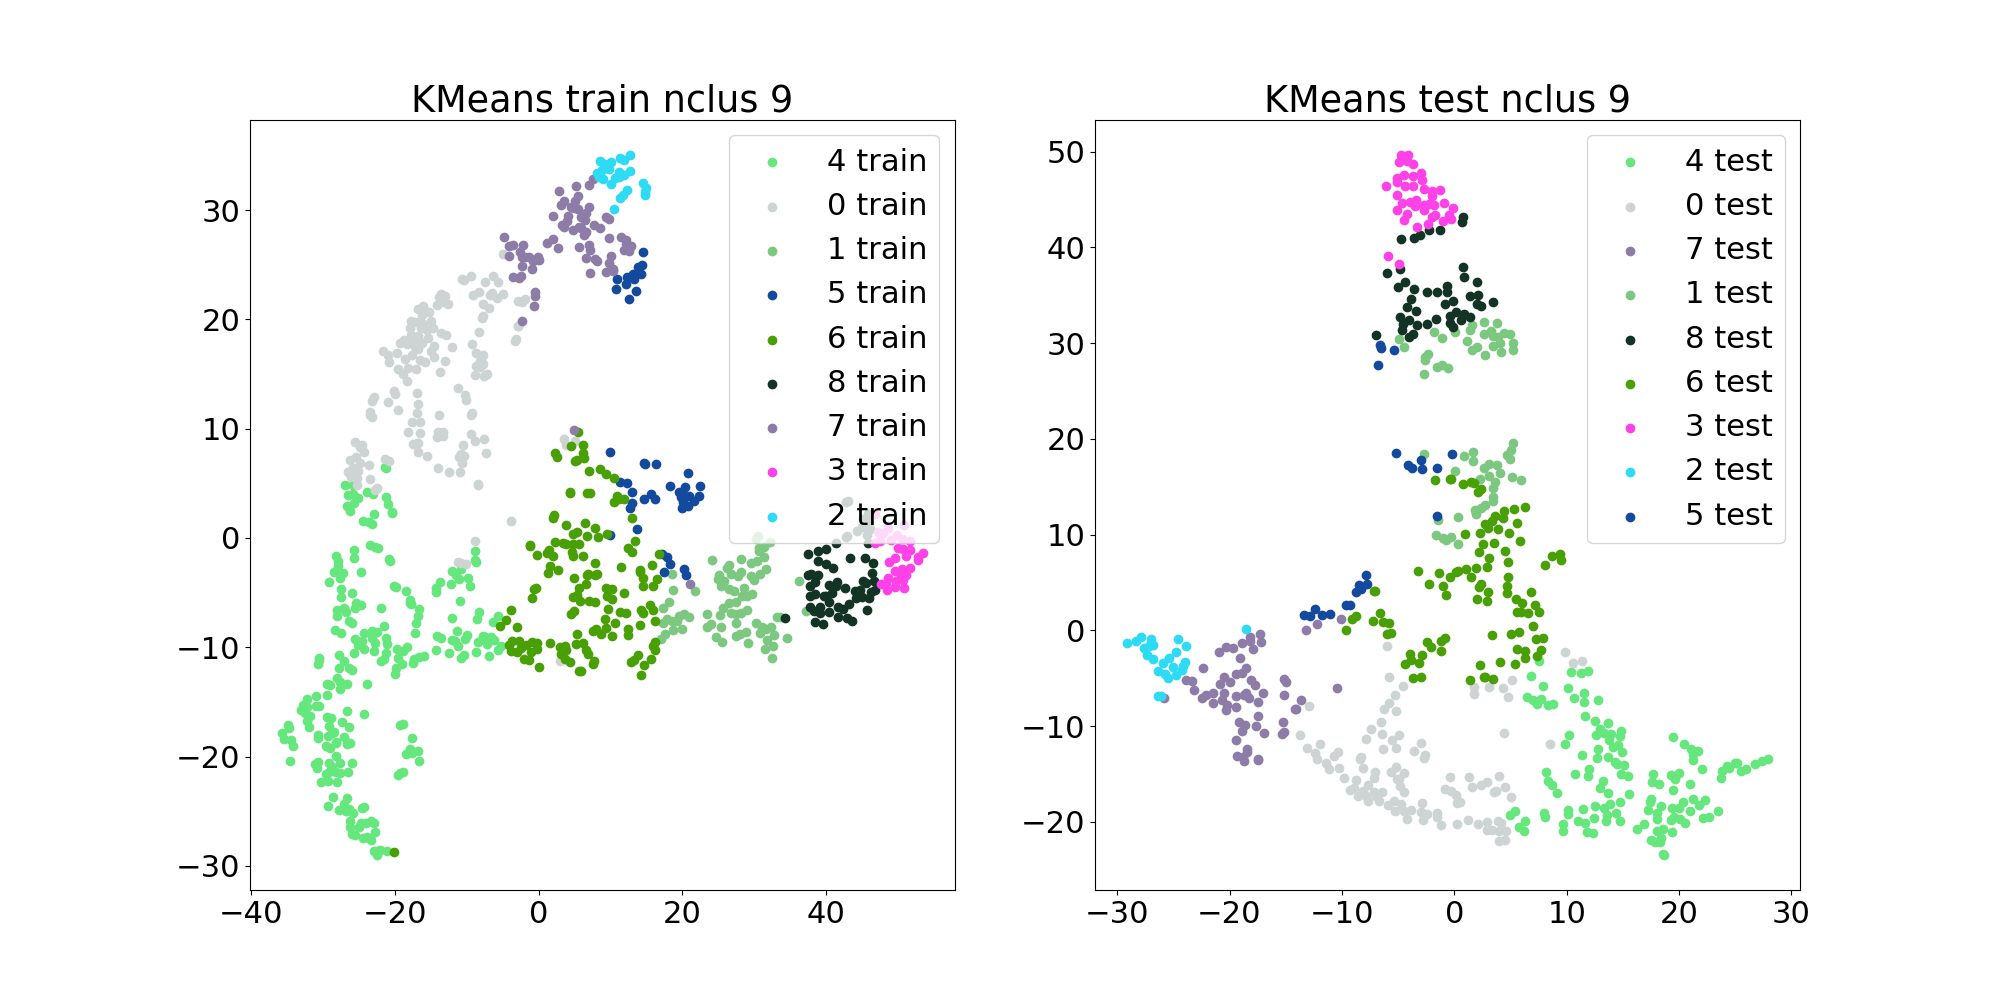 KMeans train nclus 9
30
20
10
0
−10
−20
−30
−40
−20
0
20
40
4 train
0 train
1 train
5 train
6 train
8 train
7 train
3 train
2 train
KMeans test nclus 9
50
40
30
20
10
0
−10
−20
−30
−20
−10
0
10
20
30
4 test
0 test
7 test
1 test
8 test
6 test
3 test
2 test
5 test